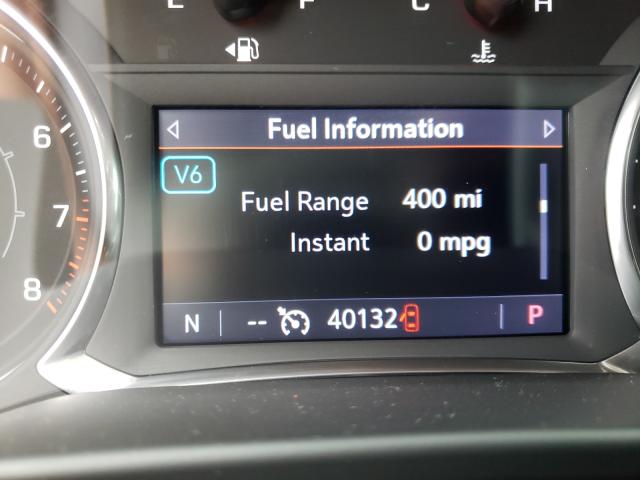 E F C H
Fuel Information
V6
Fuel Range 400 mi
Instant 0 mpg
N -- 40132 P
6
7
8